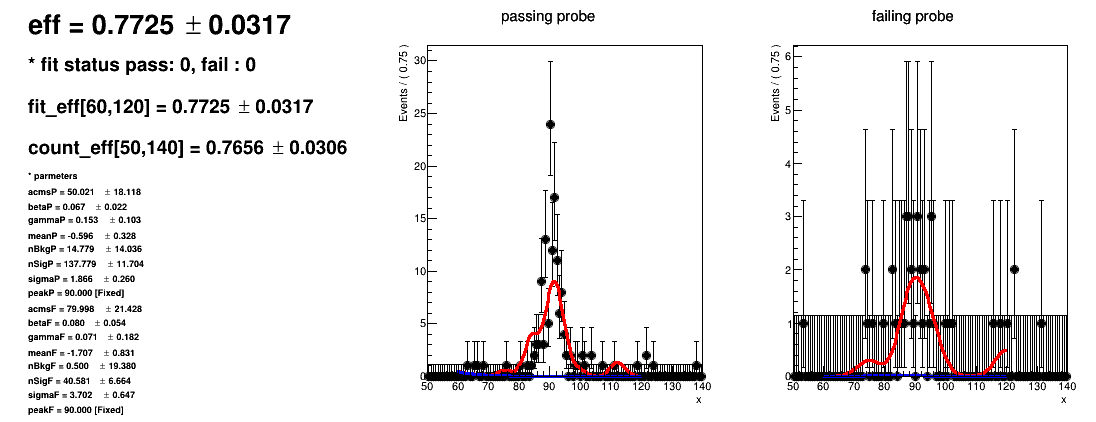 eff = 0.7725 ± 0.0317
* fit status pass: 0, fail : 0
fit_eff[60,120] = 0.7725 ± 0.0317
count_eff[50,140] = 0.7656 ± 0.0306
* parmeters
acmsP = 50.021 ± 18.118
betaP = 0.067 ± 0.022
gammaP = 0.153 ± 0.103
meanP = -0.596 ± 0.328
nBkgP = 14.779 ± 14.036
nSigP = 137.779 ± 11.704
sigmaP = 1.866 ± 0.260
peakP = 90.000 [Fixed]
acmsF = 79.998 ± 21.428
betaF = 0.080 ± 0.054
gammaF = 0.071 ± 0.182
meanF = -1.707 ± 0.831
nBkgF = 0.500 ± 19.380
nSigF = 40.581 ± 6.664
sigmaF = 3.702 ± 0.647
peakF = 90.000 [Fixed]
passing probe
Events / ( 0.75 )
30
25
20
15
10
5
0
50 60 70 80 90 100 110 120 130 140
x
failing probe
Events / ( 0.75 )
6
5
4
3
2
1
0
50 60 70 80 90 100 110 120 130 140
x